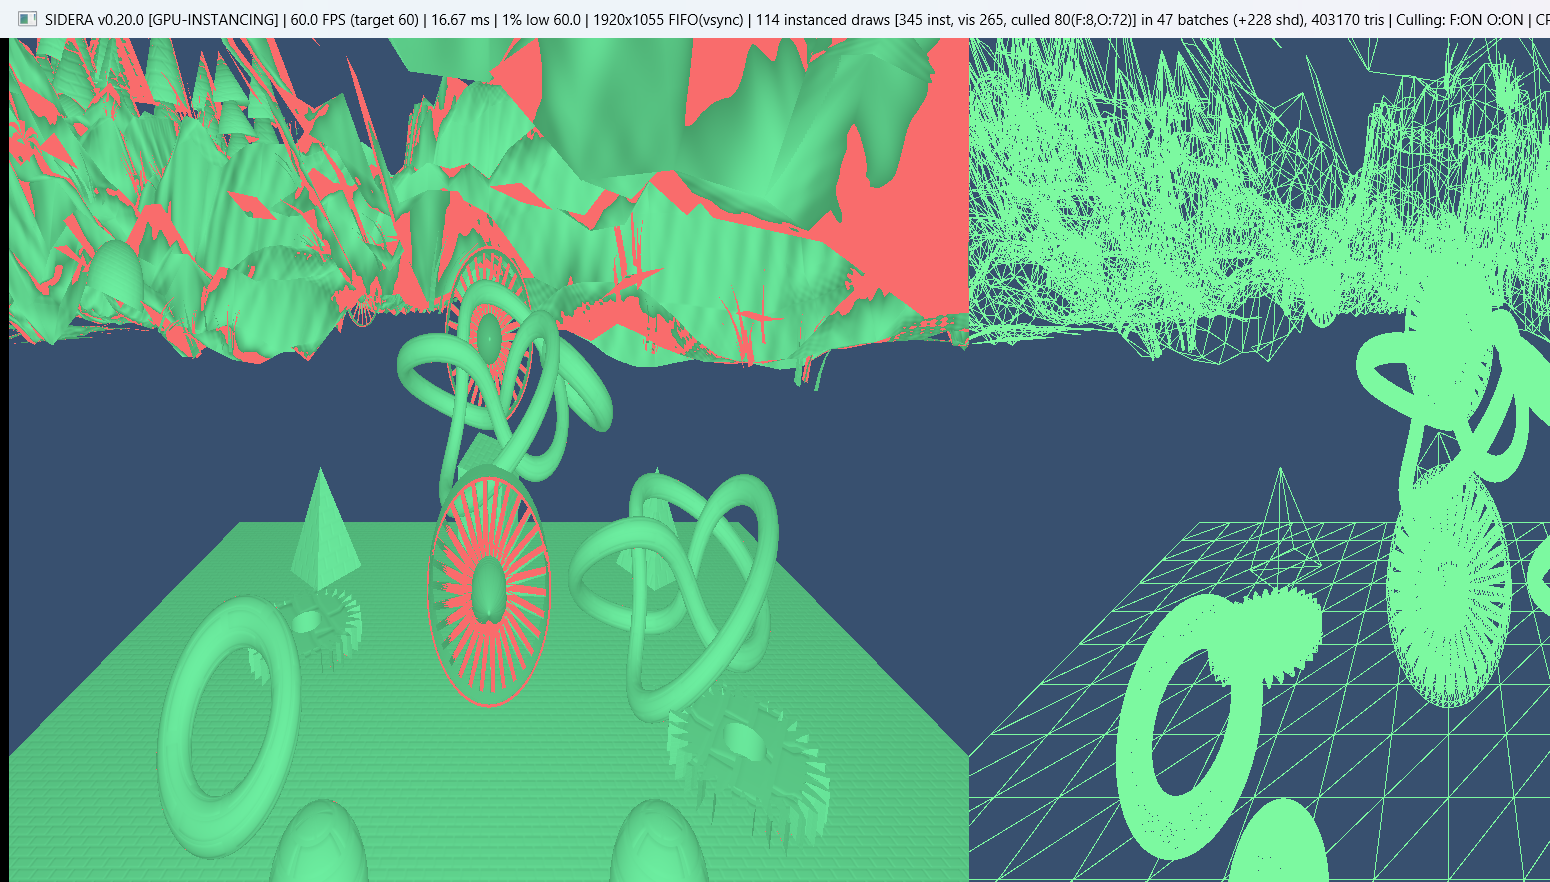 SIDERA v0.20.0 [GPU-INSTANCING] | 60.0 FPS (target 60) | 16.67 ms | 1% low 60.0 | 1920x1055 FIFO(vsync) | 114 instanced draws [345 inst, vis 265, culled 80(F:8,O:72)] in 47 batches (+228 shd), 403170 tris | Culling: F:ON O:ON |